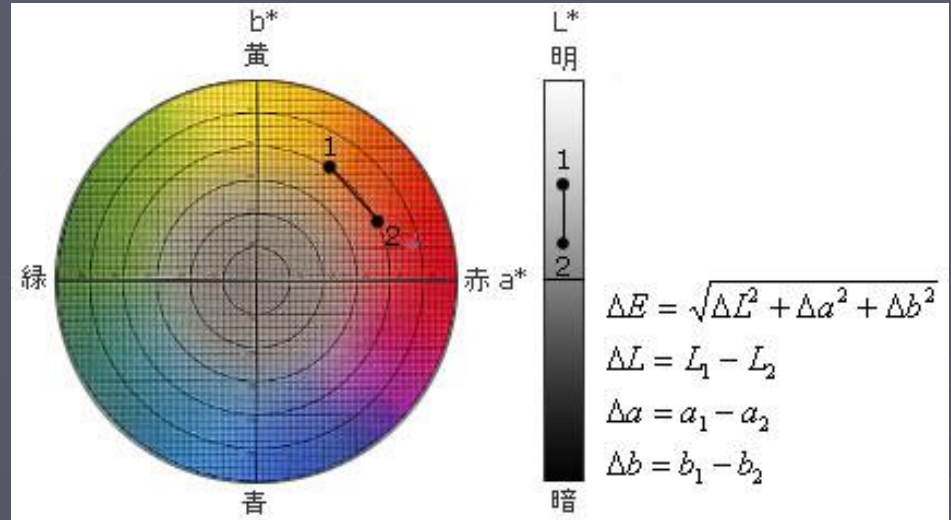 b*
黄
緑
赤 a*
青
1
2
L*
明
1
2
暗
ΔE = √ΔL² + Δa² + Δb²
ΔL = L₁ − L₂
Δa = a₁ − a₂
Δb = b₁ − b₂